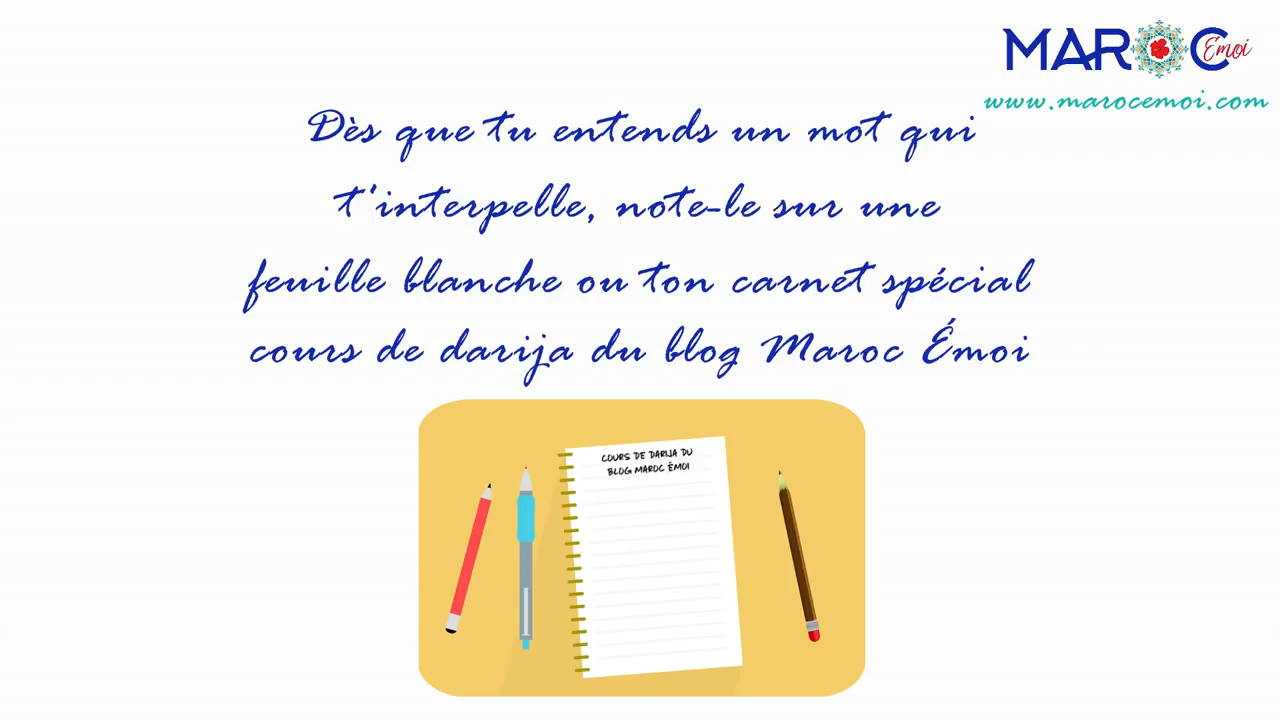 MAROC Émoi
www.marocemoi.com
Dès que tu entends un mot qui
t'interpelle, note-le sur une
feuille blanche ou ton carnet spécial
cours de darija du blog Maroc Émoi
COURS DE DARIJA DU
BLOG MAROC ÉMOI